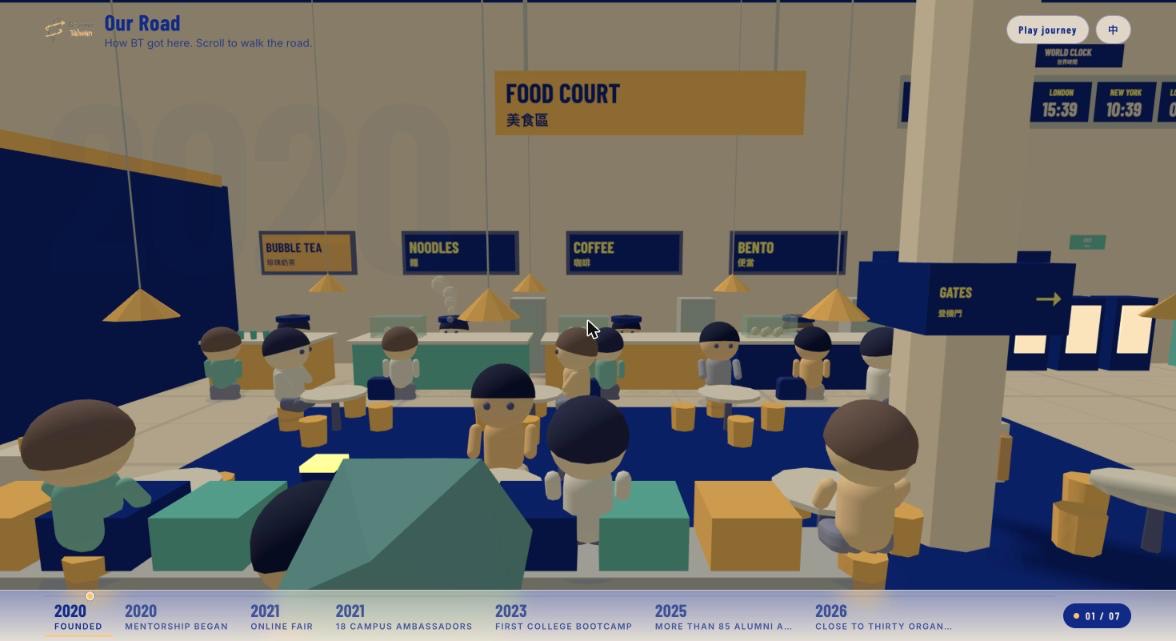 Taiwan
Our Road
How BT got here. Scroll to walk the road.
Play journey
中
WORLD CLOCK
世界時間
LONDON
15:39
NEW YORK
10:39
2020
FOOD COURT
美食區
BUBBLE TEA
珍珠奶茶
NOODLES
麵
COFFEE
咖啡
BENTO
便當
GATES
登機門
2020
FOUNDED
2020
MENTORSHIP BEGAN
2021
ONLINE FAIR
2021
18 CAMPUS AMBASSADORS
2023
FIRST COLLEGE BOOTCAMP
2025
MORE THAN 85 ALUMNI A…
2026
CLOSE TO THIRTY ORGAN…
01 / 07